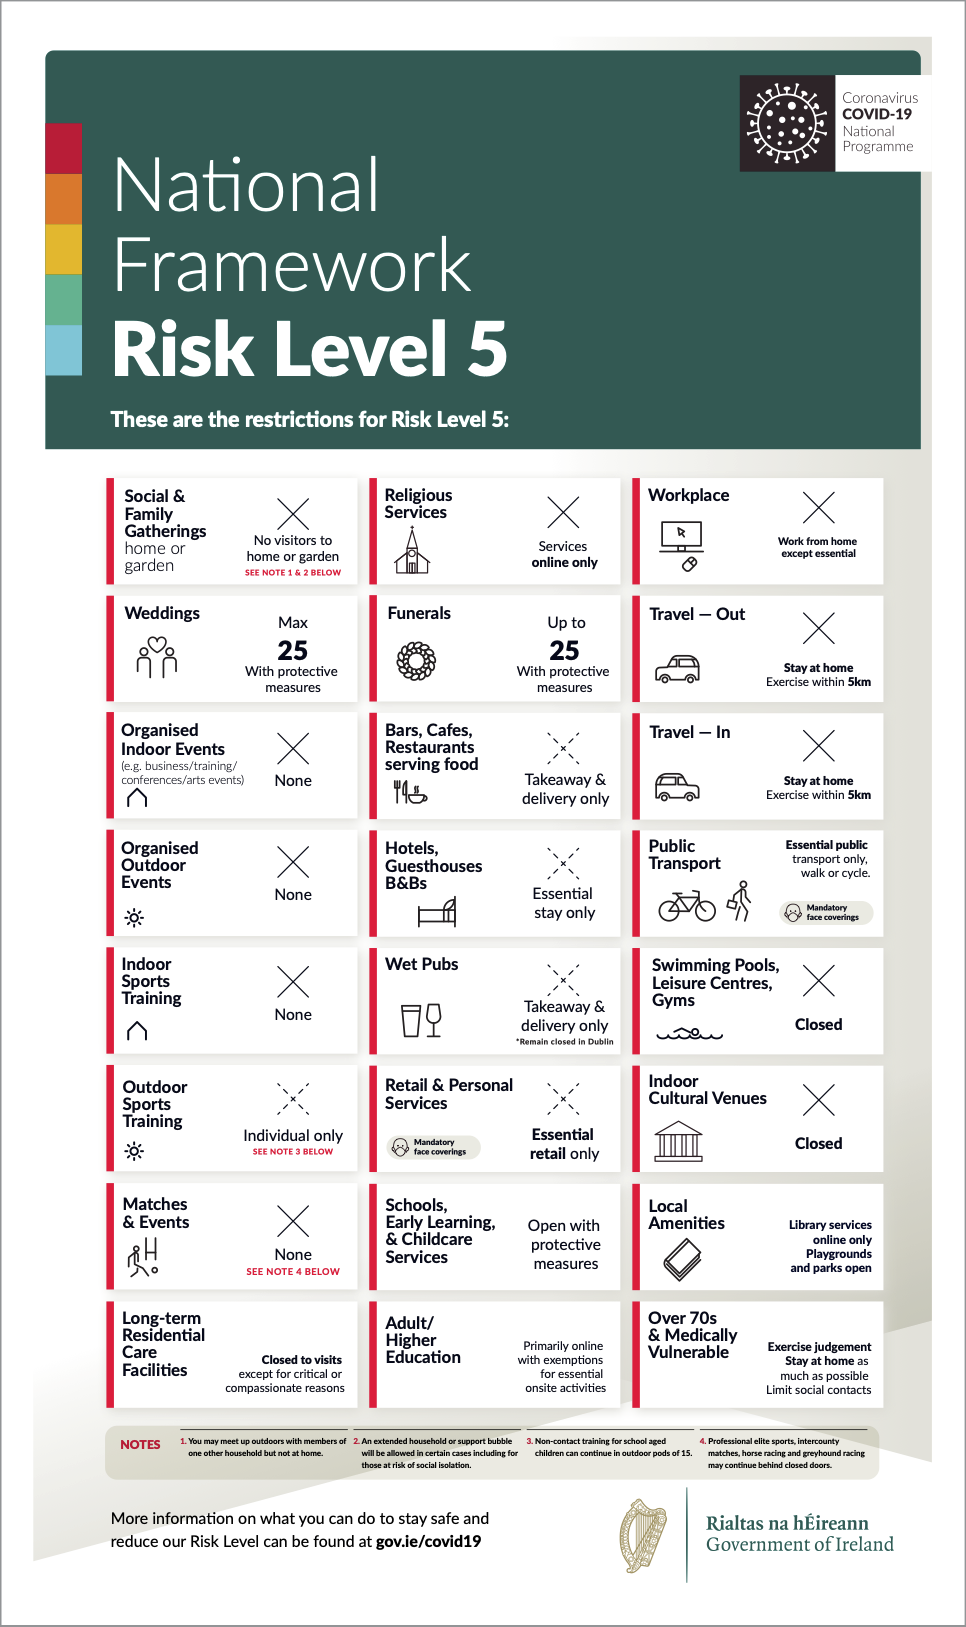 Coronavirus
COVID-19
National
Programme
National
Framework
Risk Level 5
These are the restrictions for Risk Level 5:
Social &
Family
Gatherings
home or
garden
No visitors to
home or garden
SEE NOTE 1 & 2 BELOW
Religious
Services
Services
online only
Workplace
Work from home
except essential
Weddings
Max
25
With protective
measures
Funerals
Up to
25
With protective
measures
Travel — Out
Stay at home
Exercise within 5km
Organised
Indoor Events
(e.g. business/training/
conferences/arts events)
None
Bars, Cafes,
Restaurants
serving food
Takeaway &
delivery only
Travel — In
Stay at home
Exercise within 5km
Organised
Outdoor
Events
None
Hotels,
Guesthouses
B&Bs
Essential
stay only
Public
Transport
Essential public
transport only,
walk or cycle.
Mandatory
face coverings
Indoor
Sports
Training
None
Wet Pubs
Takeaway &
delivery only
*Remain closed in Dublin
Swimming Pools,
Leisure Centres,
Gyms
Closed
Outdoor
Sports
Training
Individual only
SEE NOTE 3 BELOW
Retail & Personal
Services
Mandatory
face coverings
Essential
retail only
Indoor
Cultural Venues
Closed
Matches
& Events
None
SEE NOTE 4 BELOW
Schools,
Early Learning,
& Childcare
Services
Open with
protective
measures
Local
Amenities
Library services
online only
Playgrounds
and parks open
Long-term
Residential
Care
Facilities
Closed to visits
except for critical or
compassionate reasons
Adult/
Higher
Education
Primarily online
with exemptions
for essential
onsite activities
Over 70s
& Medically
Vulnerable
Exercise judgement
Stay at home as
much as possible
Limit social contacts
NOTES
1. You may meet up outdoors with members of
one other household but not at home.
2. An extended household or support bubble
will be allowed in certain cases including for
those at risk of social isolation.
3. Non-contact training for school aged
children can continue in outdoor pods of 15.
4. Professional elite sports, intercounty
matches, horse racing and greyhound racing
may continue behind closed doors.
More information on what you can do to stay safe and
reduce our Risk Level can be found at gov.ie/covid19
Rialtas na hÉireann
Government of Ireland